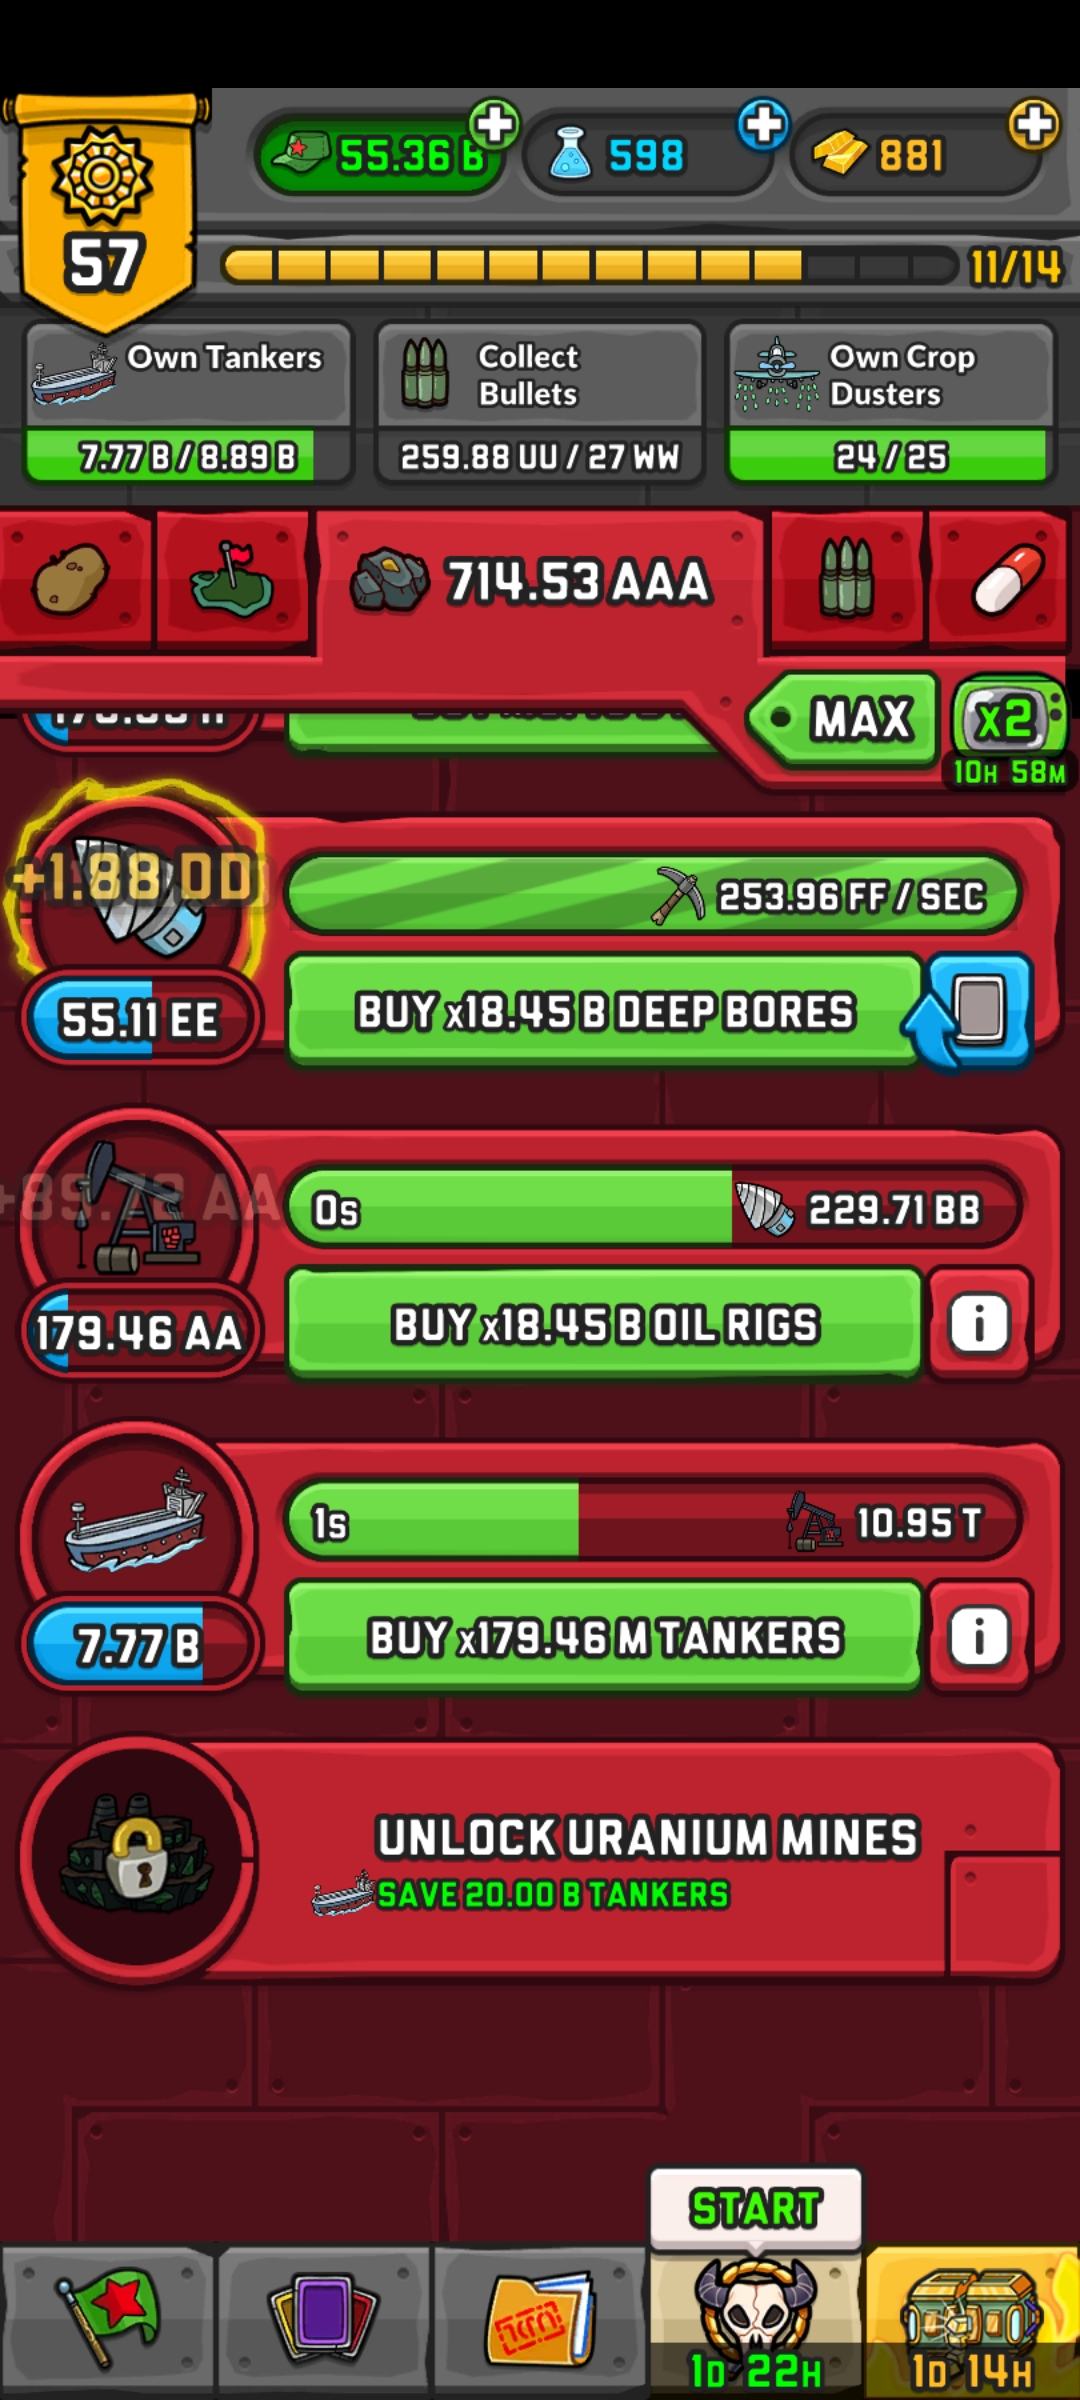 55.36 B
598
881
57
11/14
Own Tankers
7.77 B / 8.89 B
Collect
Bullets
259.88 UU / 27 WW
Own Crop
Dusters
24 / 25
714.53 AAA
MAX
x2
10H 58M
+1.88 DD
253.96 FF / SEC
55.11 EE
BUY x18.45 B DEEP BORES
+89.72 AA
0s
229.71 BB
179.46 AA
BUY x18.45 B OIL RIGS
i
1s
10.95 T
7.77 B
BUY x179.46 M TANKERS
i
UNLOCK URANIUM MINES
SAVE 20.00 B TANKERS
START
1D 22H
1D 14H